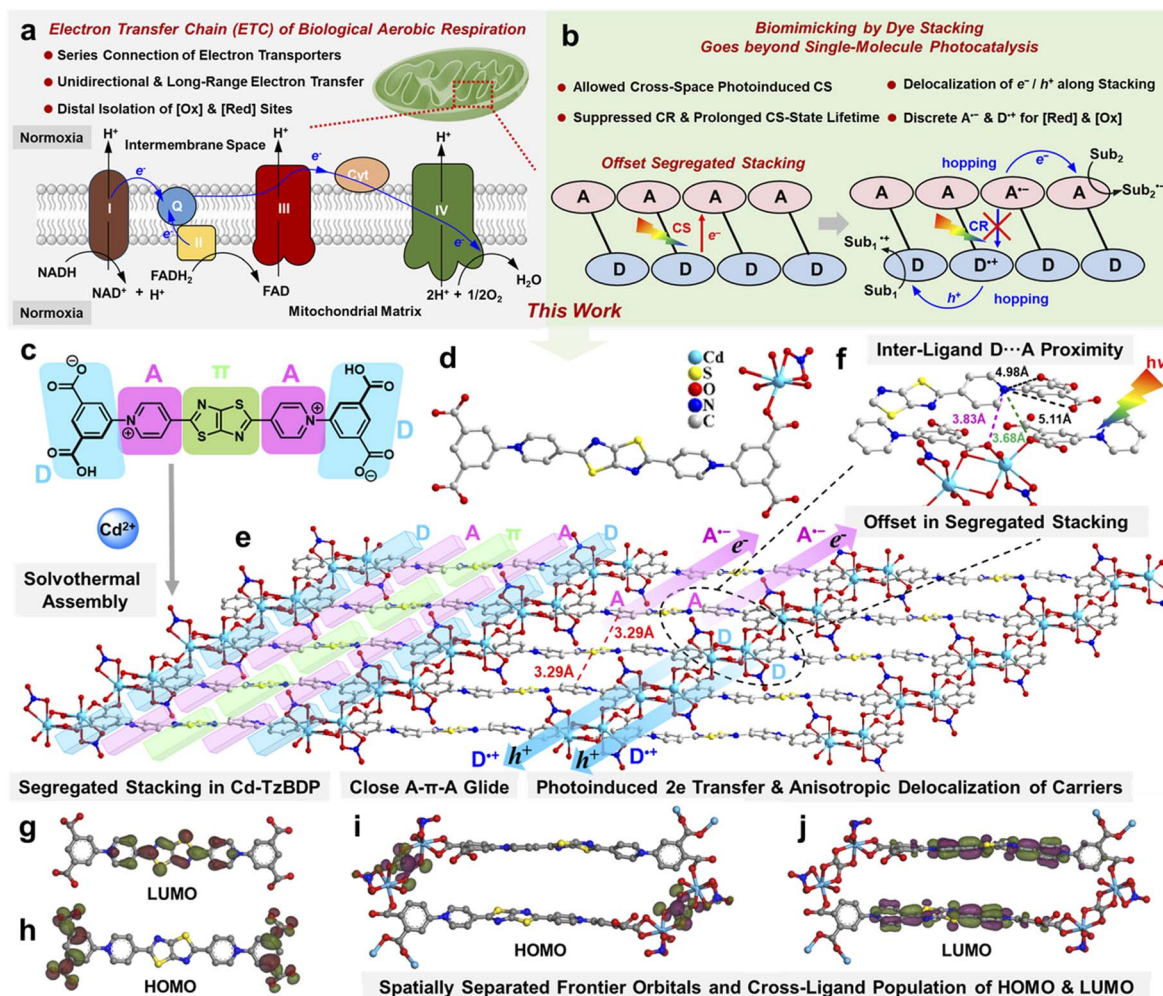 a
Electron Transfer Chain (ETC) of Biological Aerobic Respiration
Series Connection of Electron Transporters
Unidirectional & Long-Range Electron Transfer
Distal Isolation of [Ox] & [Red] Sites
Normoxia
H⁺
Intermembrane Space
H⁺
H⁺
e⁻
e⁻
Cyt
I
Q
III
IV
e⁻
II
e⁻
NADH
FADH₂
H₂O
NAD⁺ + H⁺
FAD
2H⁺ + 1/2O₂
Normoxia
Mitochondrial Matrix
b
Biomimicking by Dye Stacking
Goes beyond Single-Molecule Photocatalysis
Allowed Cross-Space Photoinduced CS
Delocalization of e⁻ / h⁺ along Stacking
Suppressed CR & Prolonged CS-State Lifetime
Discrete A•⁻ & D•⁺ for [Red] & [Ox]
Offset Segregated Stacking
hopping
e⁻
Sub₂
A A A A
A A A•⁻ A
Sub₂•⁻
CS
e⁻
CR
Sub₁•⁺
D D D D
D D•⁺ D D
Sub₁
h⁺
hopping
This Work
c
A π A
O⊖
O
OH
O
HO
O
O
O⊖
N
S
N
S
N
N
D
D
Cd²⁺
Solvothermal
Assembly
d
Cd
S
O
N
C
f
Inter-Ligand D···A Proximity
hν
4.98Å
3.83Å
5.11Å
3.68Å
Offset in Segregated Stacking
e
D A π A D
A•⁻
e⁻
A•⁻
e⁻
A
A
3.29Å
D
3.29Å
D
h⁺
h⁺
D•⁺
D•⁺
Segregated Stacking in Cd-TzBDP
Close A-π-A Glide
Photoinduced 2e Transfer & Anisotropic Delocalization of Carriers
g
LUMO
h
HOMO
i
HOMO
j
LUMO
Spatially Separated Frontier Orbitals and Cross-Ligand Population of HOMO & LUMO